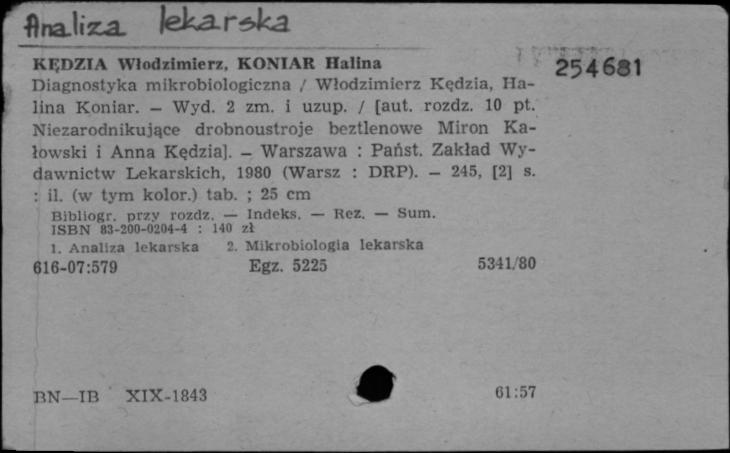 Analiza lekarska
KĘDZIA Włodzimierz, KONIAR Halina
254681
Diagnostyka mikrobiologiczna / Włodzimierz Kędzia, Ha-
lina Koniar. — Wyd. 2 zm. i uzup. / [aut. rozdz. 10 pt.
Niezarodnikujące drobnoustroje beztlenowe Miron Ka-
łowski i Anna Kędzia]. — Warszawa : Państ. Zakład Wy-
dawnictw Lekarskich, 1980 (Warsz : DRP). — 245, [2] s.
: il. (w tym kolor.) tab. ; 25 cm
Bibliogr. przy rozdz. — Indeks. — Rez. — Sum.
ISBN 83-200-0204-4 : 140 zł
1. Analiza lekarska 2. Mikrobiologia lekarska
616-07:579 Egz. 5225 5341/80
BN—IB XIX-1843 61:57